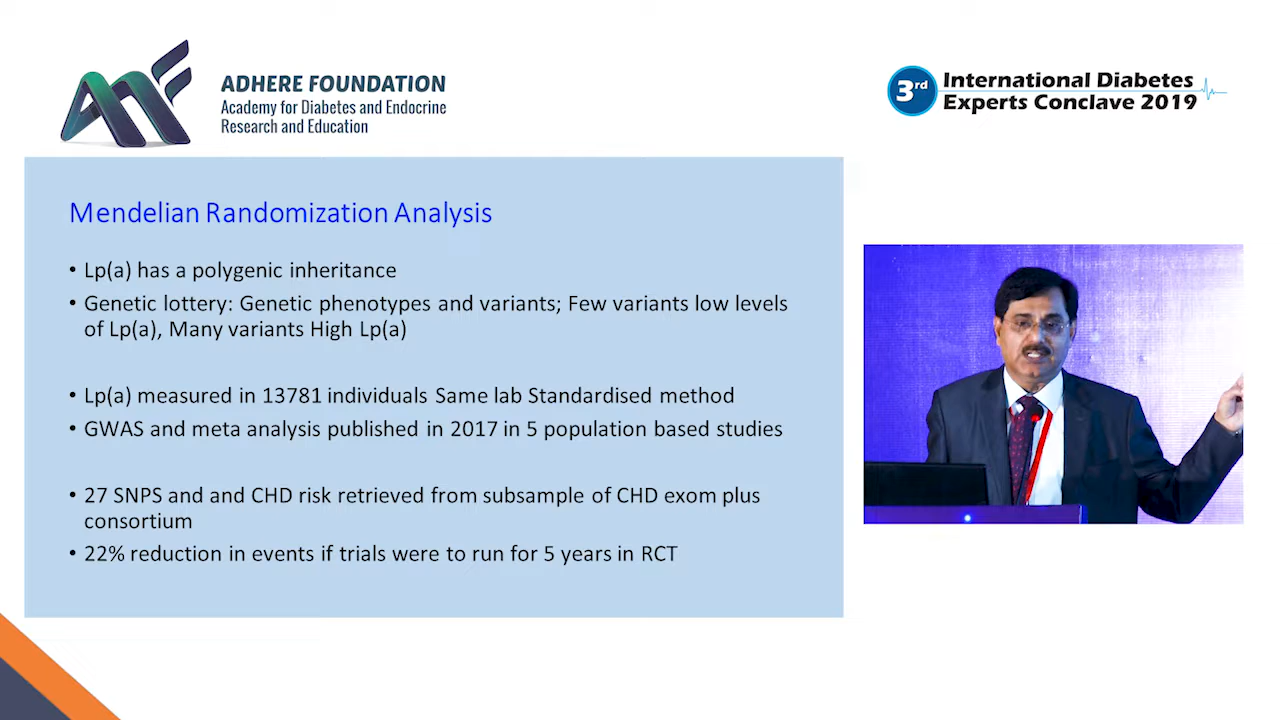 ADHERE FOUNDATION
Academy for Diabetes and Endocrine
Research and Education
3rd
International Diabetes
Experts Conclave 2019
Mendelian Randomization Analysis
• Lp(a) has a polygenic inheritance
• Genetic lottery: Genetic phenotypes and variants; Few variants low levels
of Lp(a), Many variants High Lp(a)
• Lp(a) measured in 13781 individuals Same lab Standardised method
• GWAS and meta analysis published in 2017 in 5 population based studies
• 27 SNPS and and CHD risk retrieved from subsample of CHD exom plus
consortium
• 22% reduction in events if trials were to run for 5 years in RCT